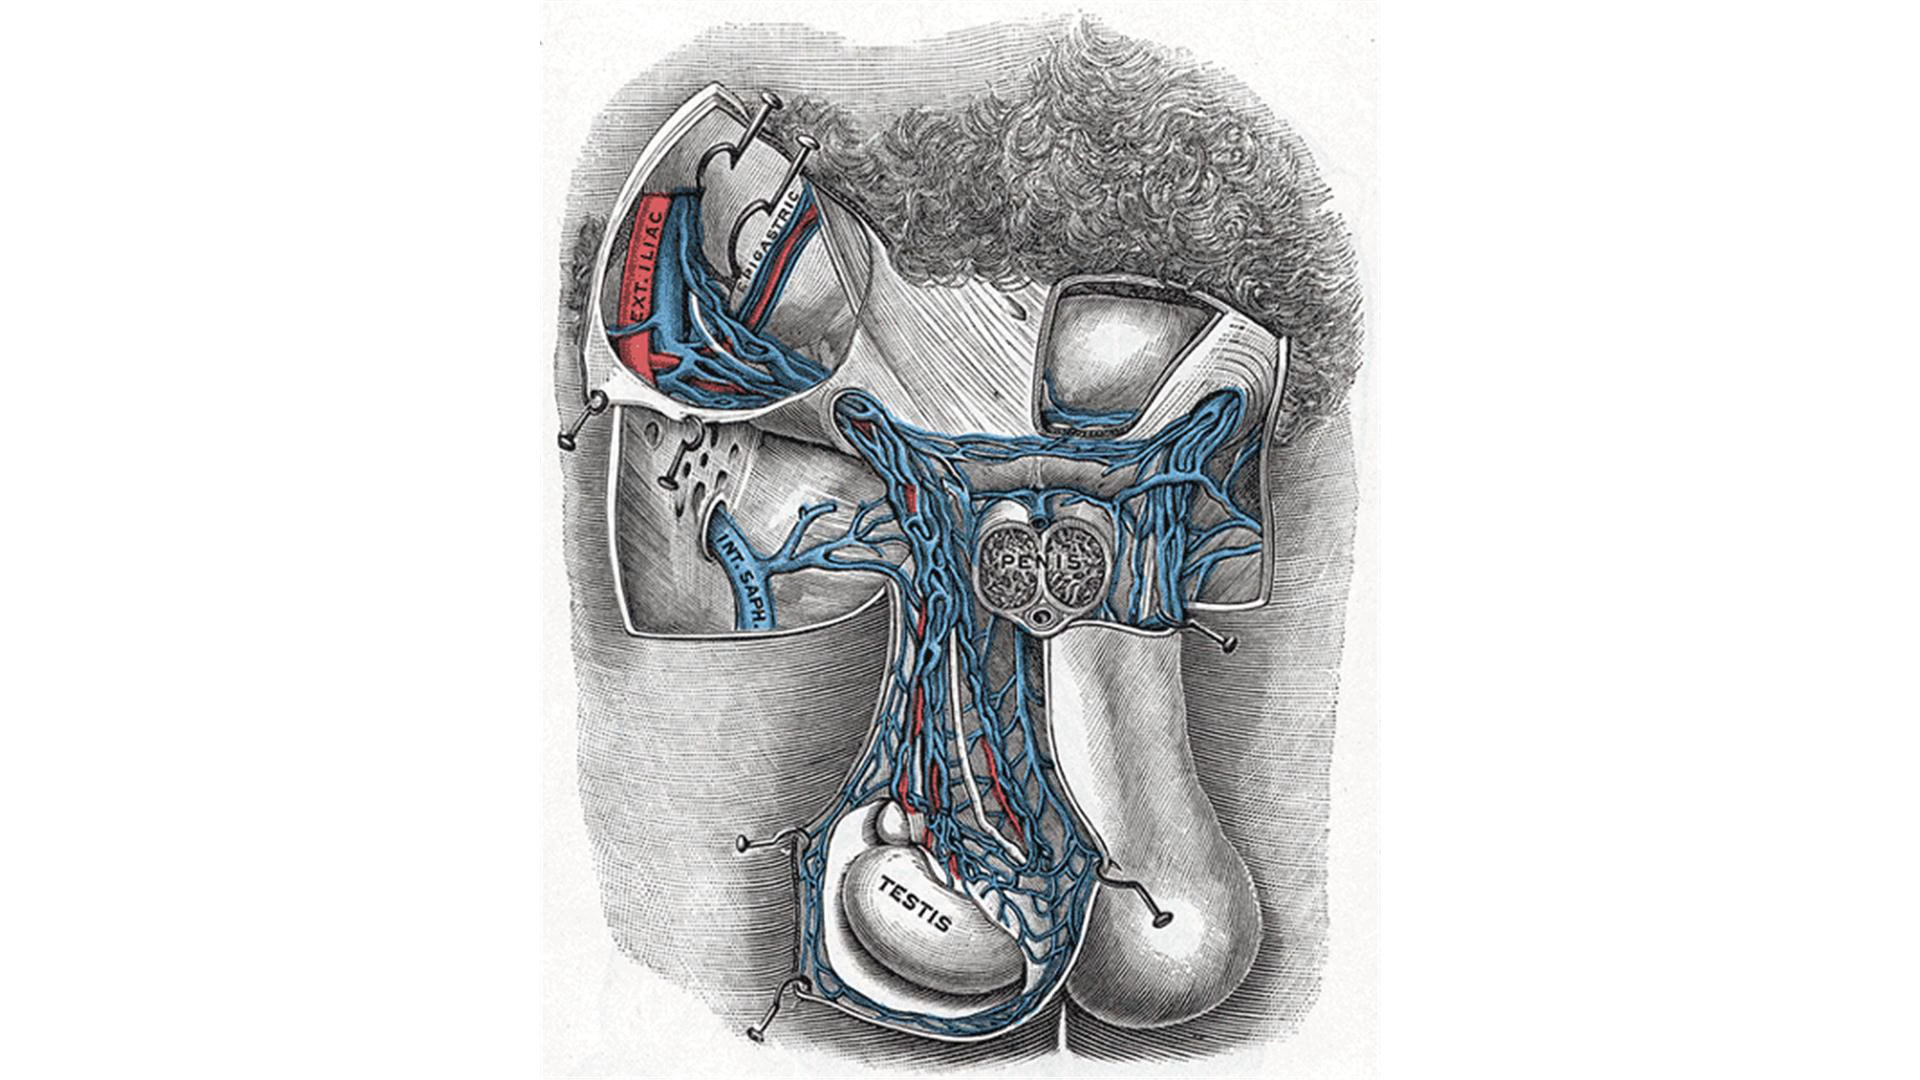 EXT. ILIAC
EPIGASTRIC
INT. SAPH.
PENIS
TESTIS